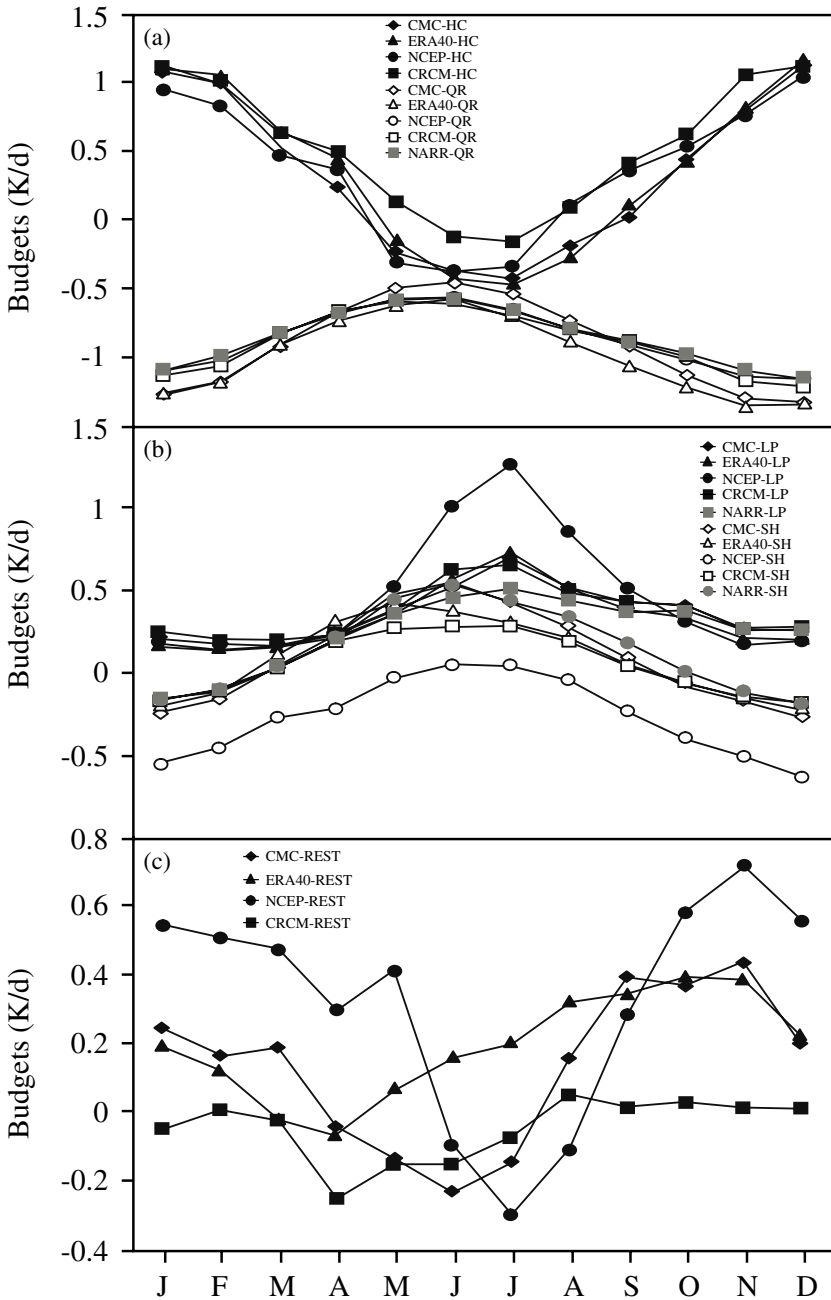 (a)
CMC-HC
ERA40-HC
NCEP-HC
CRCM-HC
CMC-QR
ERA40-QR
NCEP-QR
CRCM-QR
NARR-QR
1.5
1
0.5
0
-0.5
-1
Budgets (K/d)
1.5
(b)
CMC-LP
ERA40-LP
NCEP-LP
CRCM-LP
NARR-LP
CMC-SH
ERA40-SH
NCEP-SH
CRCM-SH
NARR-SH
1
0.5
0
-0.5
Budgets (K/d)
0.8
(c)
CMC-REST
ERA40-REST
NCEP-REST
CRCM-REST
0.6
0.4
0.2
0
-0.2
-0.4
Budgets (K/d)
J F M A M J J A S O N D